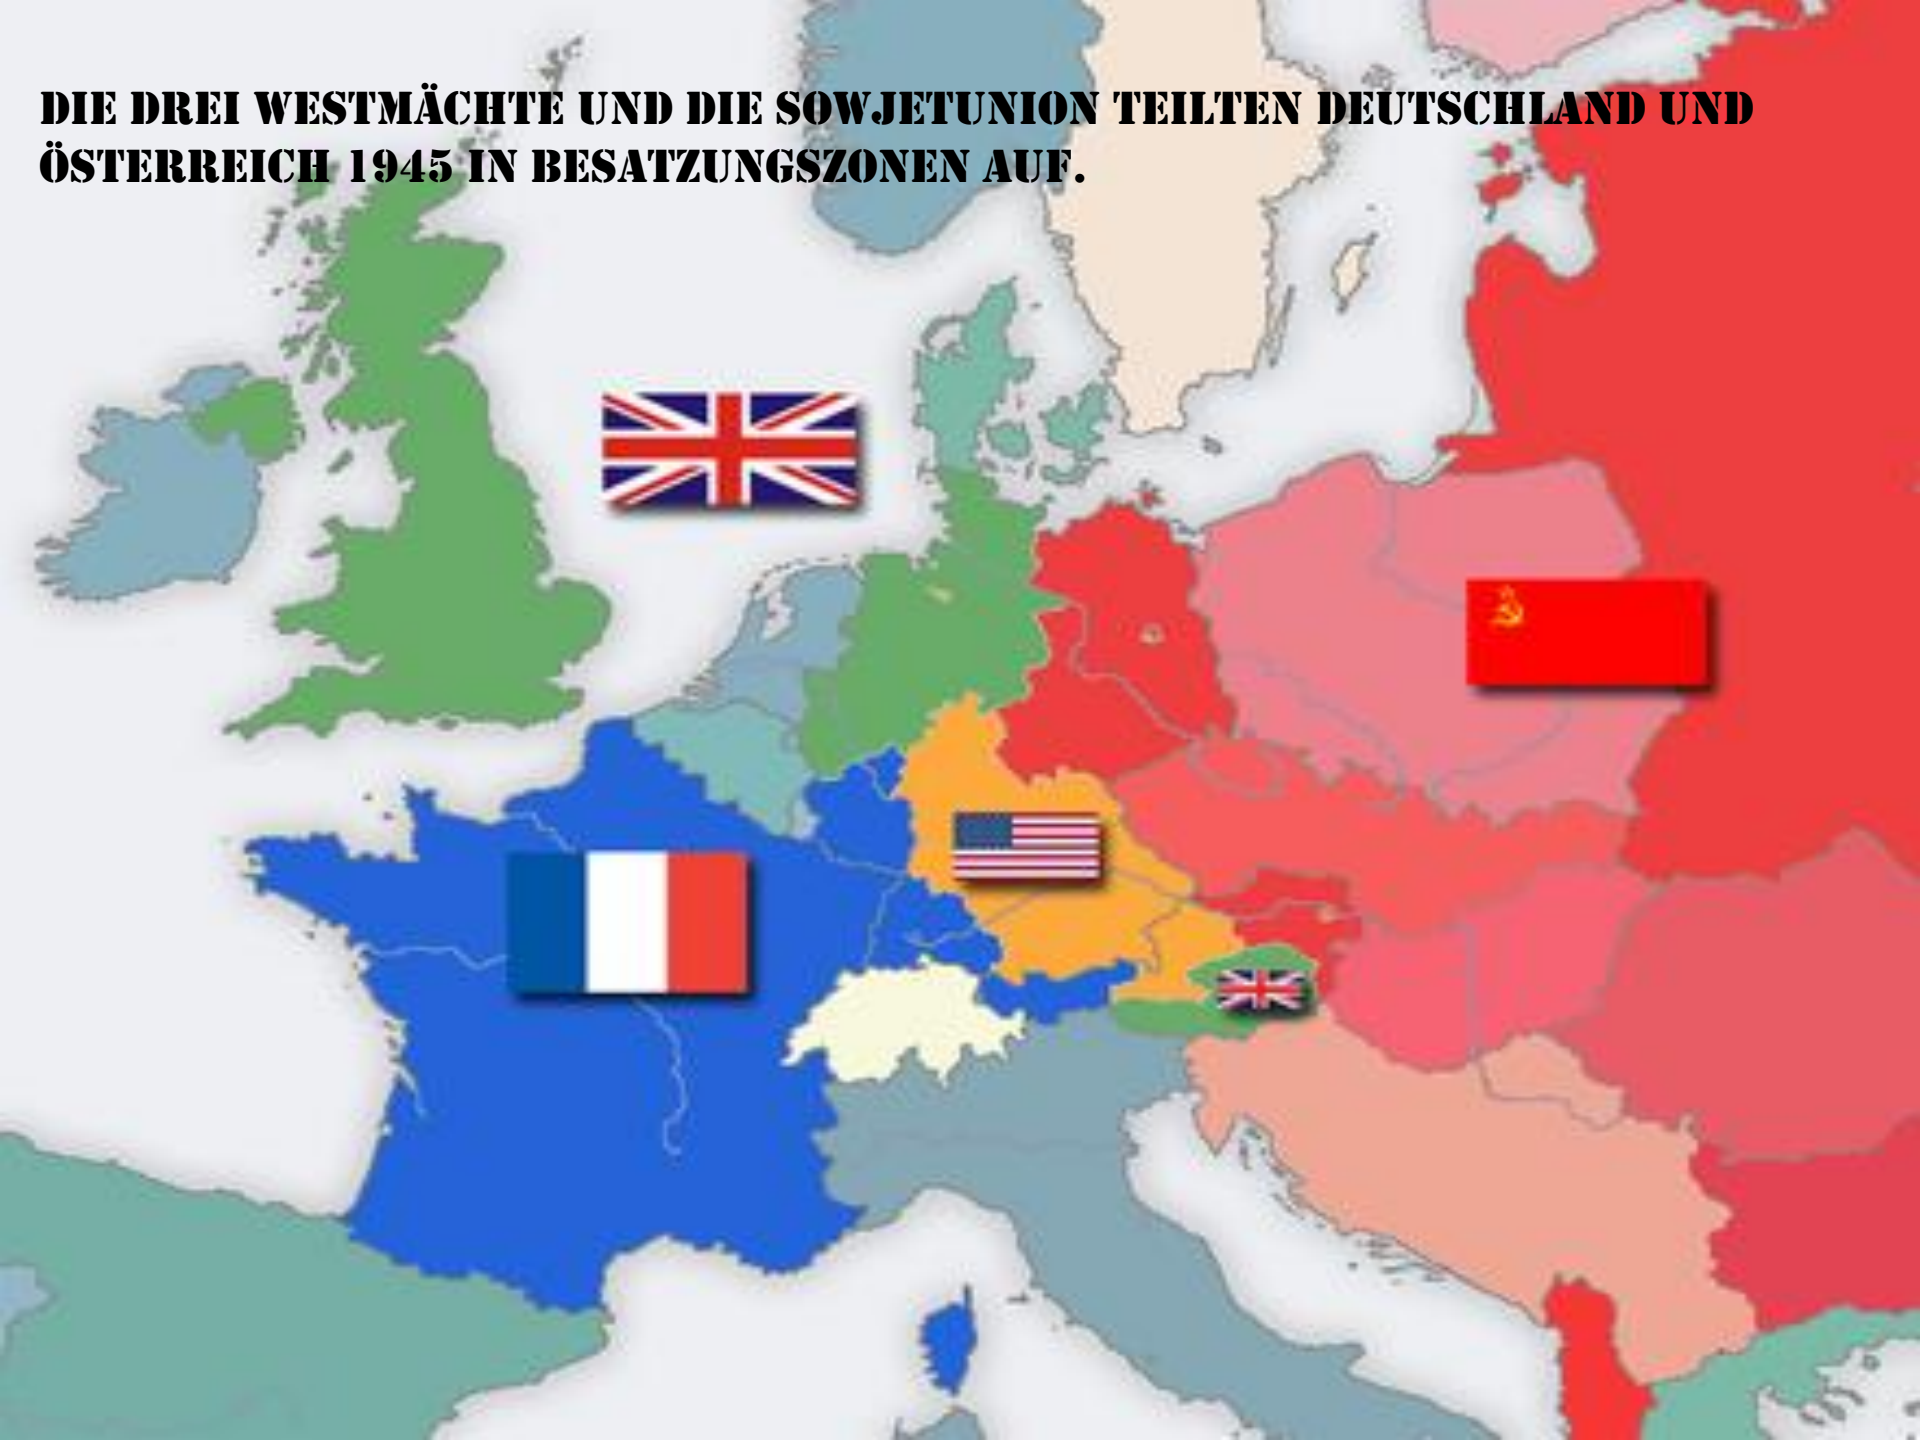 DIE DREI WESTMÄCHTE UND DIE SOWJETUNION TEILTEN DEUTSCHLAND UND
ÖSTERREICH 1945 IN BESATZUNGSZONEN AUF.